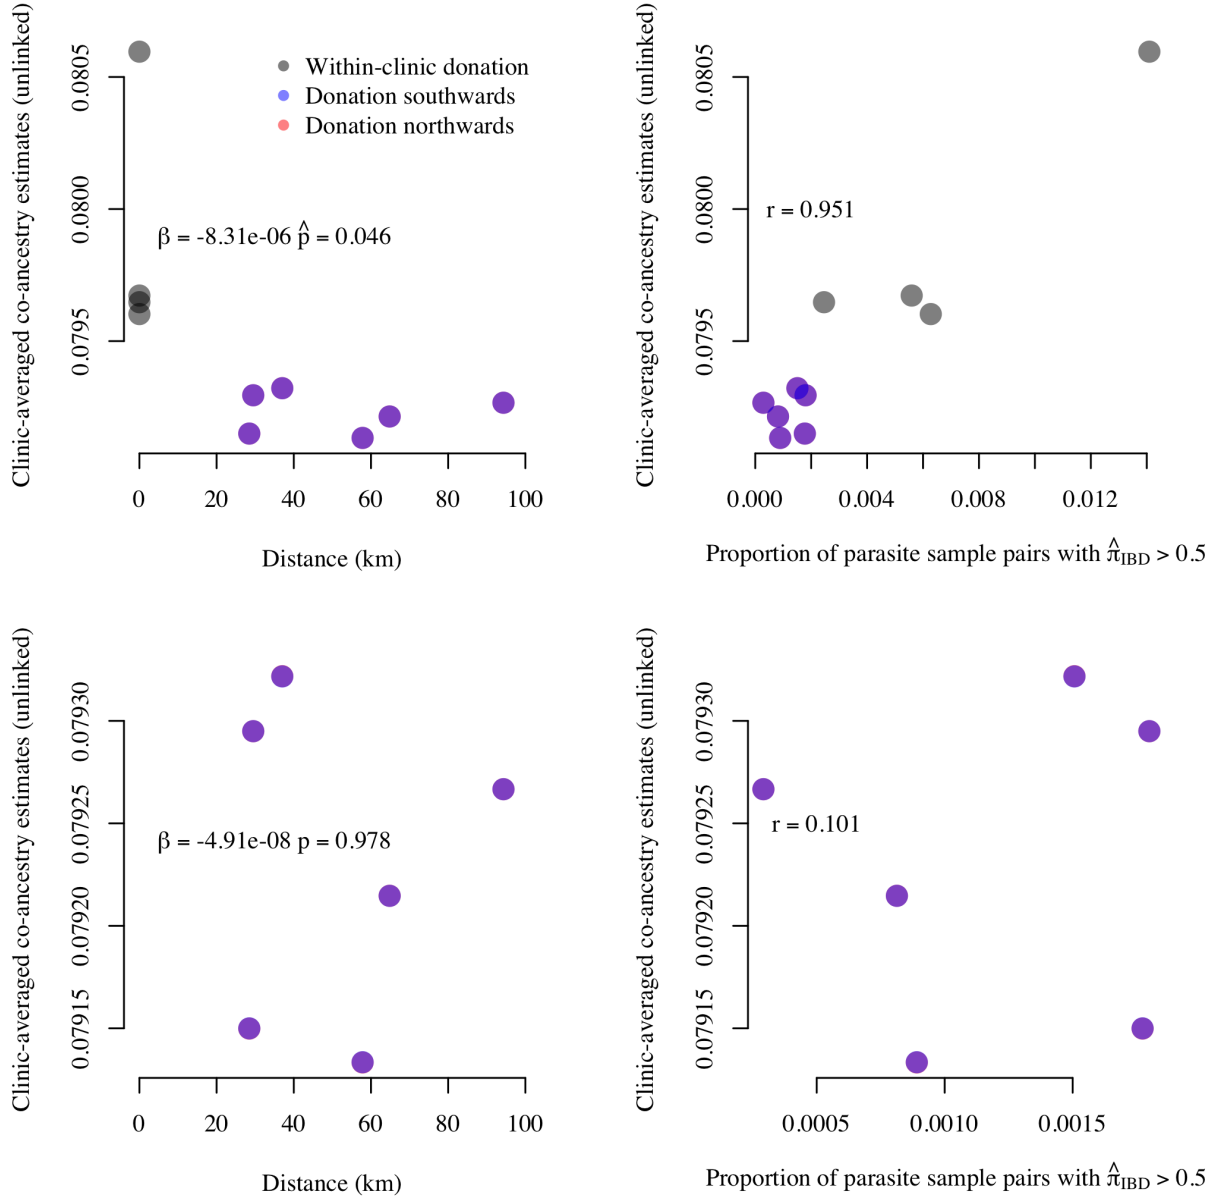 Clinic-averaged co-ancestry estimates (unlinked)
0.0805
0.0800
0.0795
Within-clinic donation
Donation southwards
Donation northwards
β = -8.31e-06 p̂ = 0.046
0 20 40 60 80 100
Distance (km)
Clinic-averaged co-ancestry estimates (unlinked)
0.0805
0.0800
0.0795
r = 0.951
0.000 0.004 0.008 0.012
Proportion of parasite sample pairs with π̂IBD > 0.5
Clinic-averaged co-ancestry estimates (unlinked)
0.07930
0.07925
0.07920
0.07915
β = -4.91e-08 p = 0.978
0 20 40 60 80 100
Distance (km)
Clinic-averaged co-ancestry estimates (unlinked)
0.07930
0.07925
0.07920
0.07915
r = 0.101
0.0005 0.0010 0.0015
Proportion of parasite sample pairs with π̂IBD > 0.5